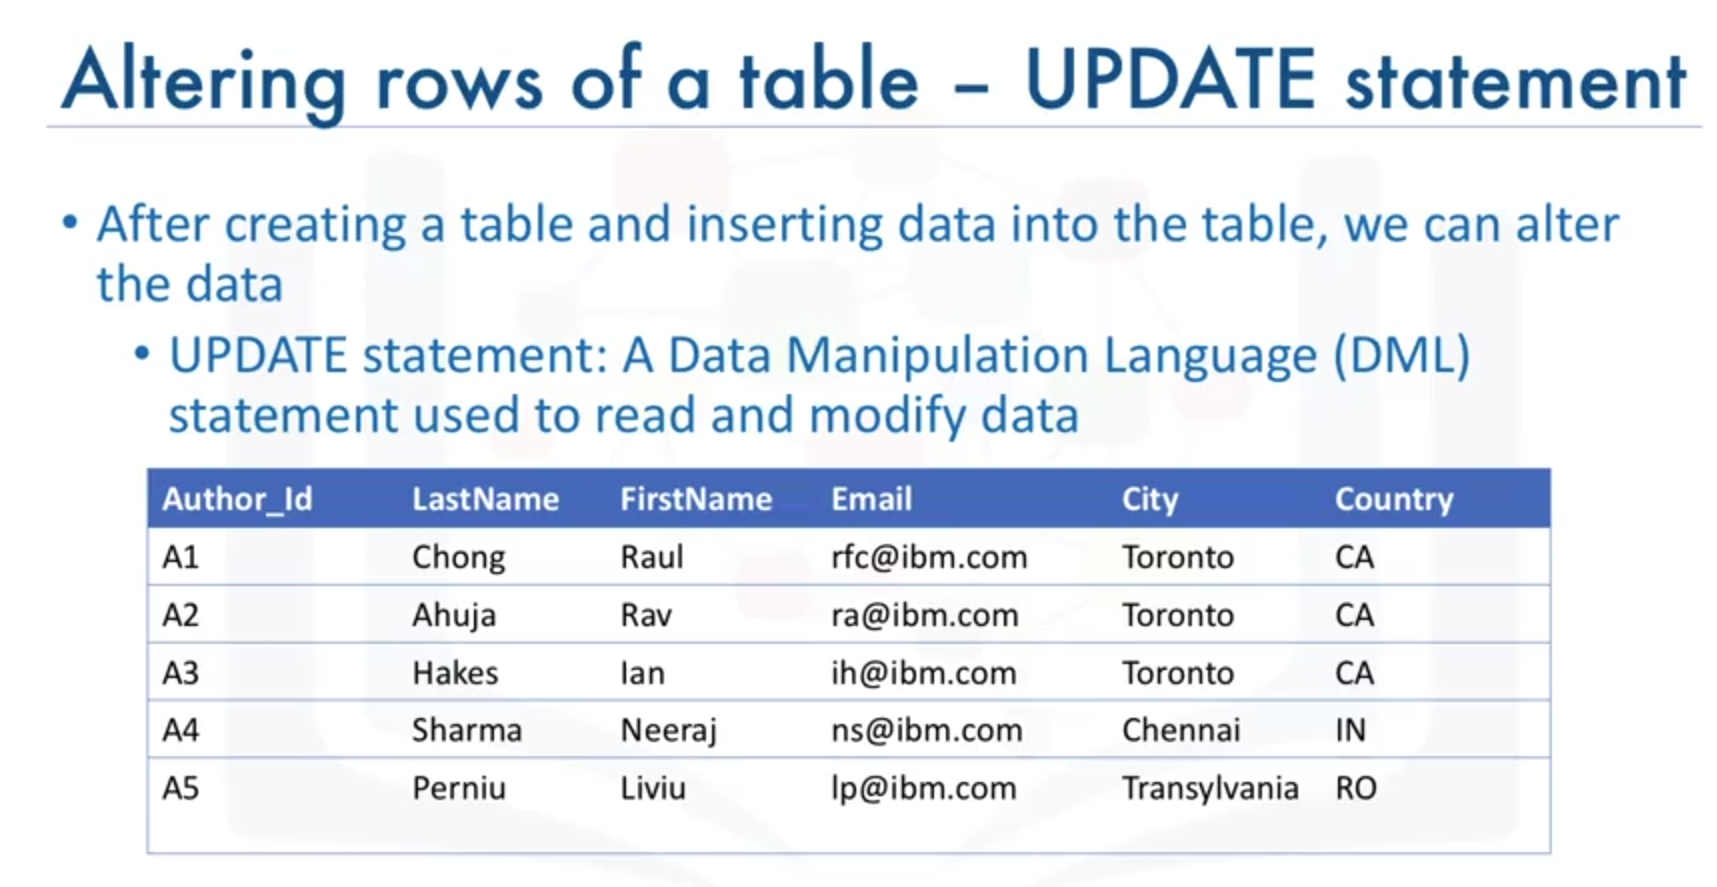 Altering rows of a table – UPDATE statement
• After creating a table and inserting data into the table, we can alter
the data
• UPDATE statement: A Data Manipulation Language (DML)
statement used to read and modify data
Author_Id LastName FirstName Email City Country
A1 Chong Raul rfc@ibm.com Toronto CA
A2 Ahuja Rav ra@ibm.com Toronto CA
A3 Hakes Ian ih@ibm.com Toronto CA
A4 Sharma Neeraj ns@ibm.com Chennai IN
A5 Perniu Liviu lp@ibm.com Transylvania RO